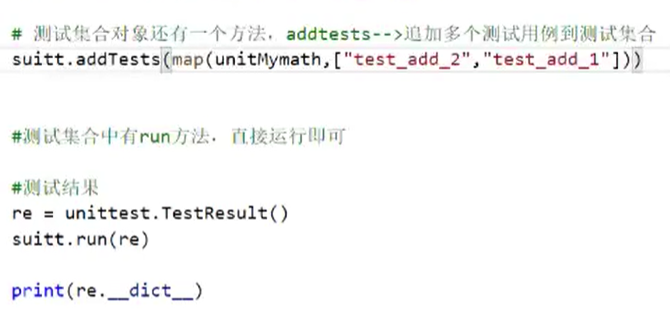 # 测试集合对象还有一个方法，addtests-->追加多个测试用例到测试集合
suitt.addTests(map(unitMymath,["test_add_2","test_add_1"]))
#测试集合中有run方法，直接运行即可
#测试结果
re = unittest.TestResult()
suitt.run(re)
print(re.__dict__)